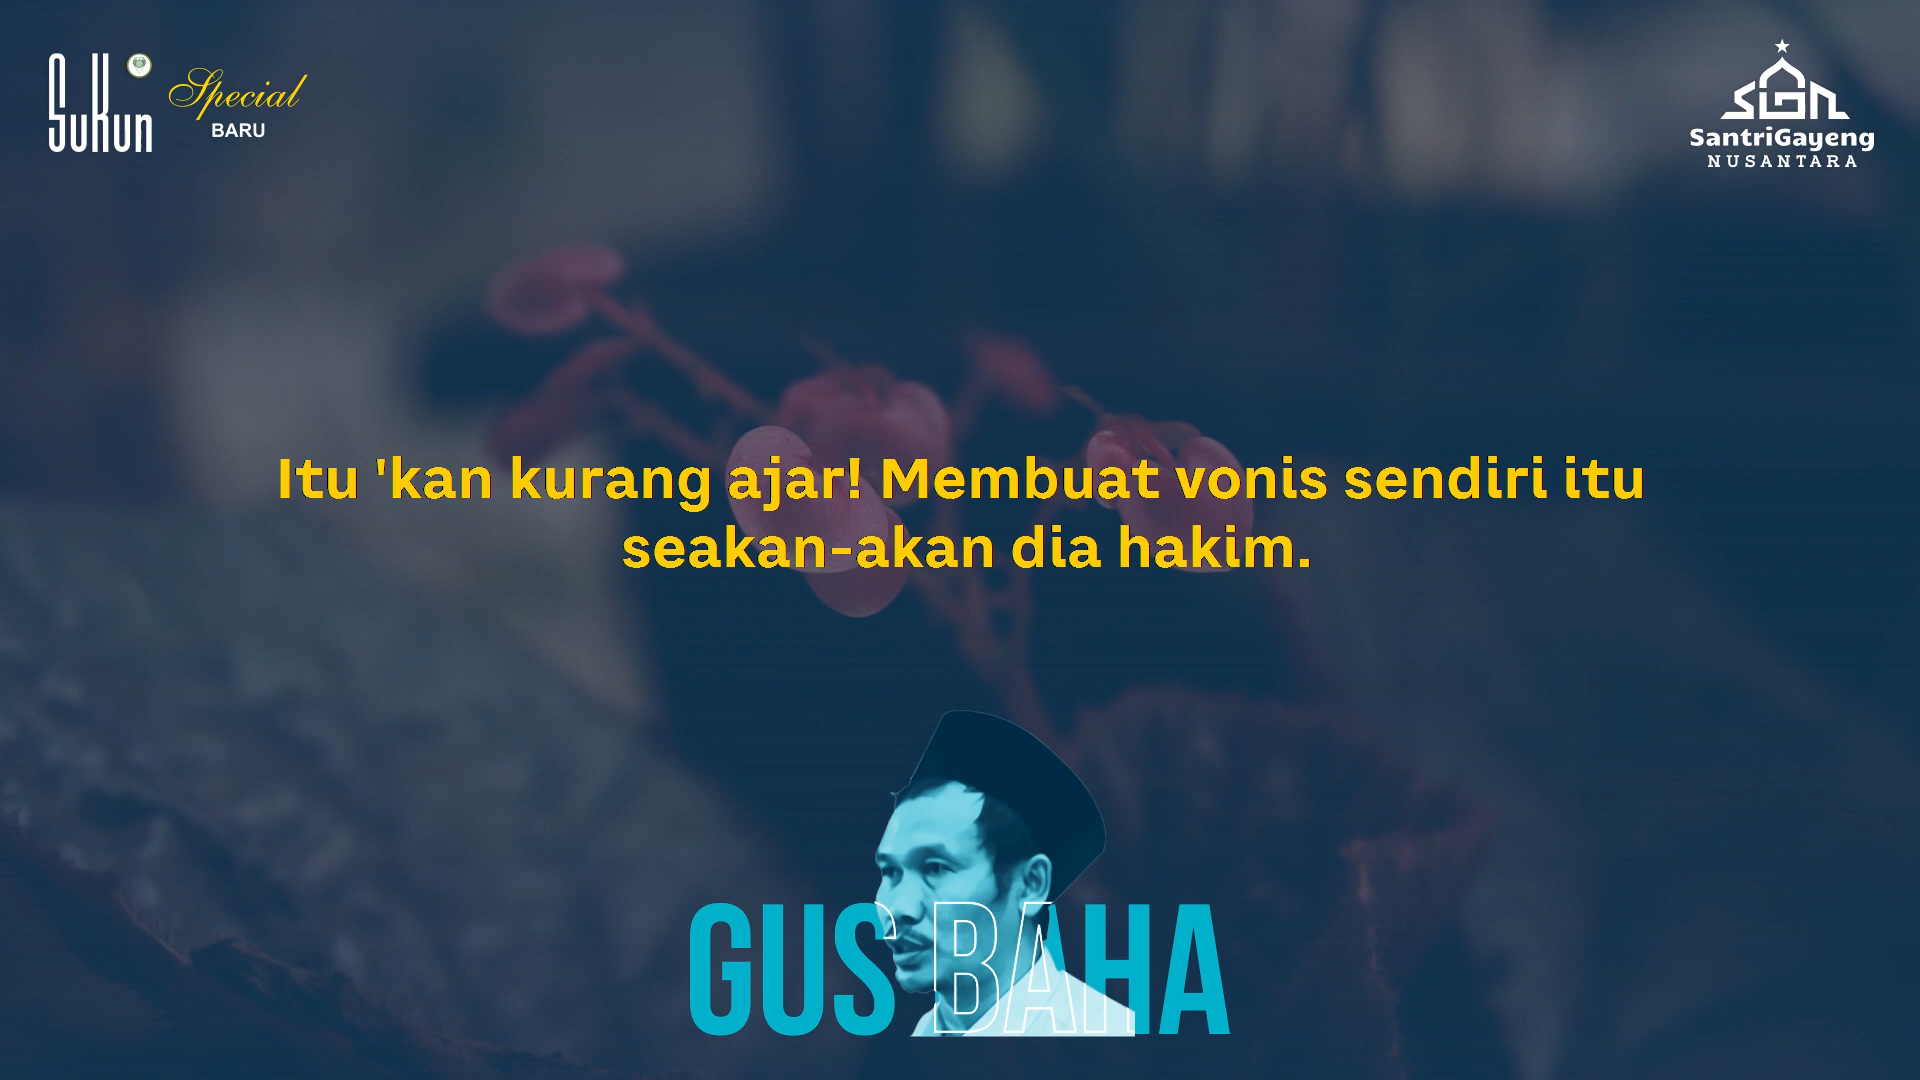 SuKun
Special
BARU
SIGN
SantriGayeng
NUSANTARA
Itu 'kan kurang ajar! Membuat vonis sendiri itu
seakan-akan dia hakim.
GUS BAHA